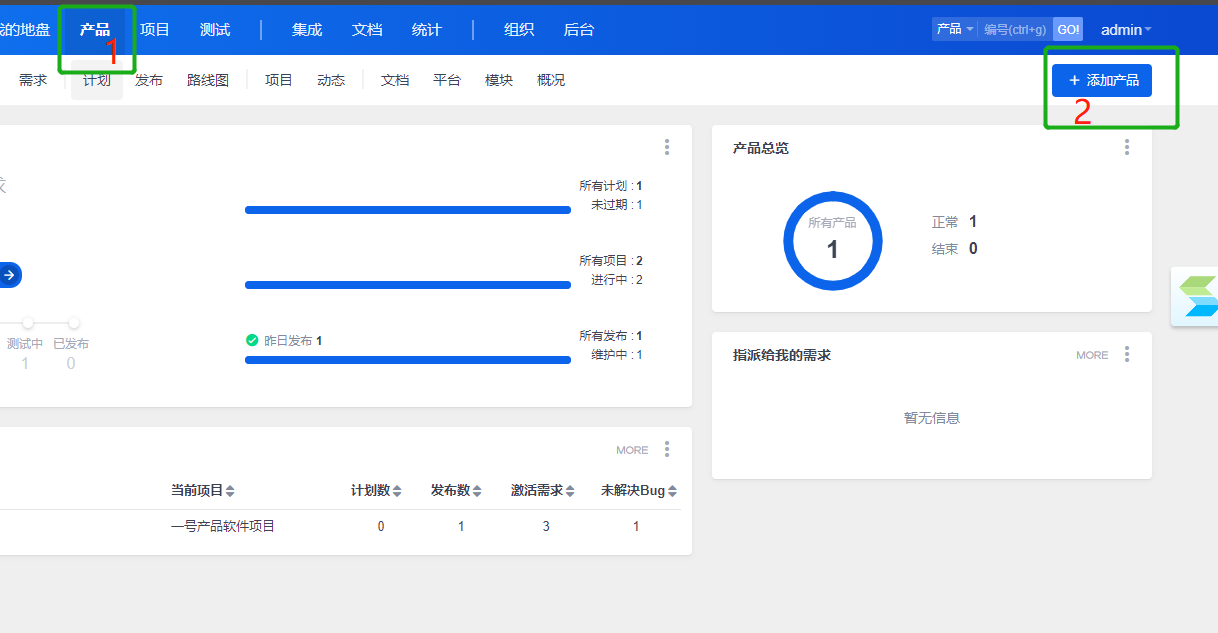 的地盘 产品 项目 测试 集成 文档 统计 组织 后台 产品 编号(ctrl+g) GO! admin
1
需求 计划 发布 路线图 项目 动态 文档 平台 模块 概况 + 添加产品
2
产品总览
所有计划 : 1
未过期 : 1
所有产品
1
正常 1
结束 0
所有项目 : 2
进行中 : 2
昨日发布 1
所有发布 : 1
维护中 : 1
测试中 已发布
1 0
指派给我的需求 MORE
暂无信息
MORE
当前项目 计划数 发布数 激活需求 未解决Bug
一号产品软件项目 0 1 3 1